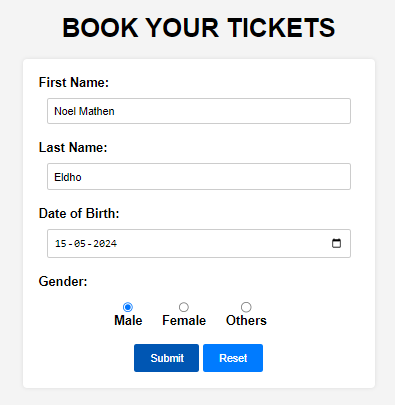 BOOK YOUR TICKETS
First Name:
Noel Mathen
Last Name:
Eldho
Date of Birth:
15-05-2024
Gender:
Male Female Others
Submit Reset